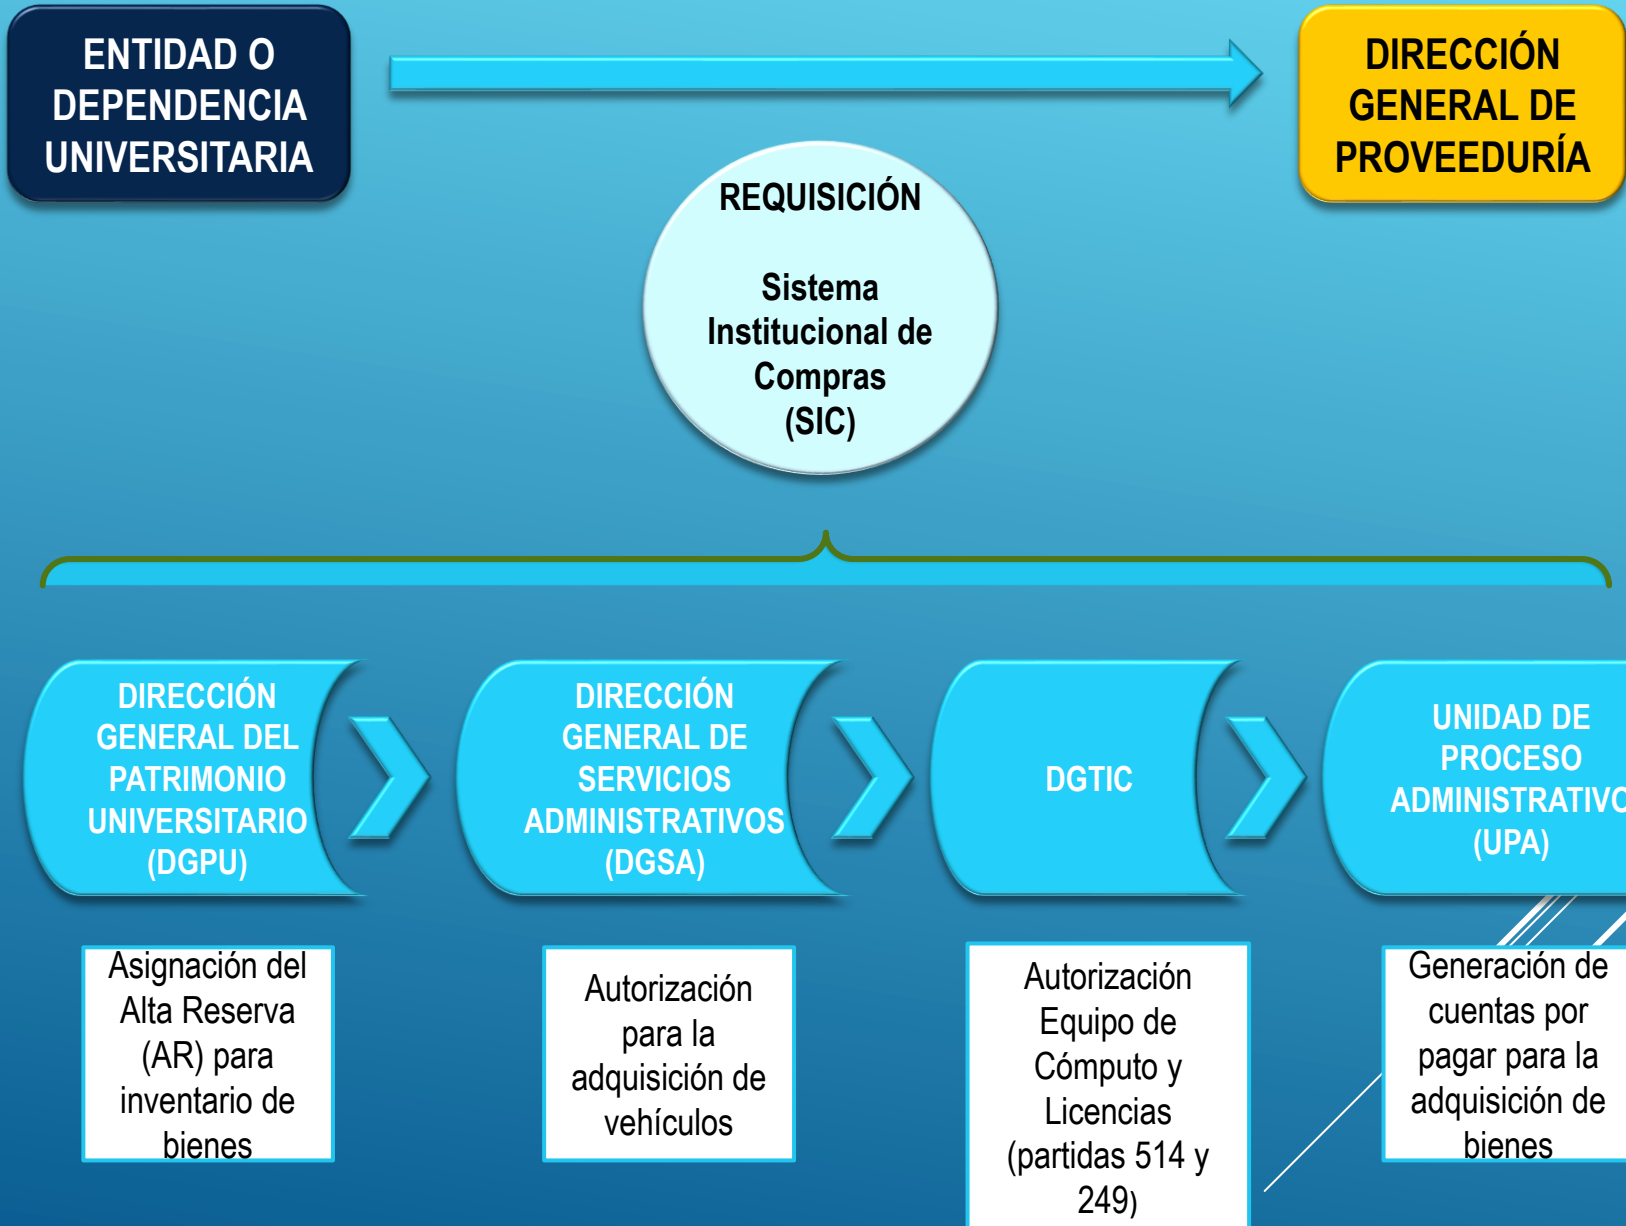 ENTIDAD O
DEPENDENCIA
UNIVERSITARIA
DIRECCIÓN
GENERAL DE
PROVEEDURÍA
REQUISICIÓN
Sistema
Institucional de
Compras
(SIC)
DIRECCIÓN
GENERAL DEL
PATRIMONIO
UNIVERSITARIO
(DGPU)
DIRECCIÓN
GENERAL DE
SERVICIOS
ADMINISTRATIVOS
(DGSA)
DGTIC
UNIDAD DE
PROCESO
ADMINISTRATIVO
(UPA)
Asignación del
Alta Reserva
(AR) para
inventario de
bienes
Autorización
para la
adquisición de
vehículos
Autorización
Equipo de
Cómputo y
Licencias
(partidas 514 y
249)
Generación de
cuentas por
pagar para la
adquisición de
bienes